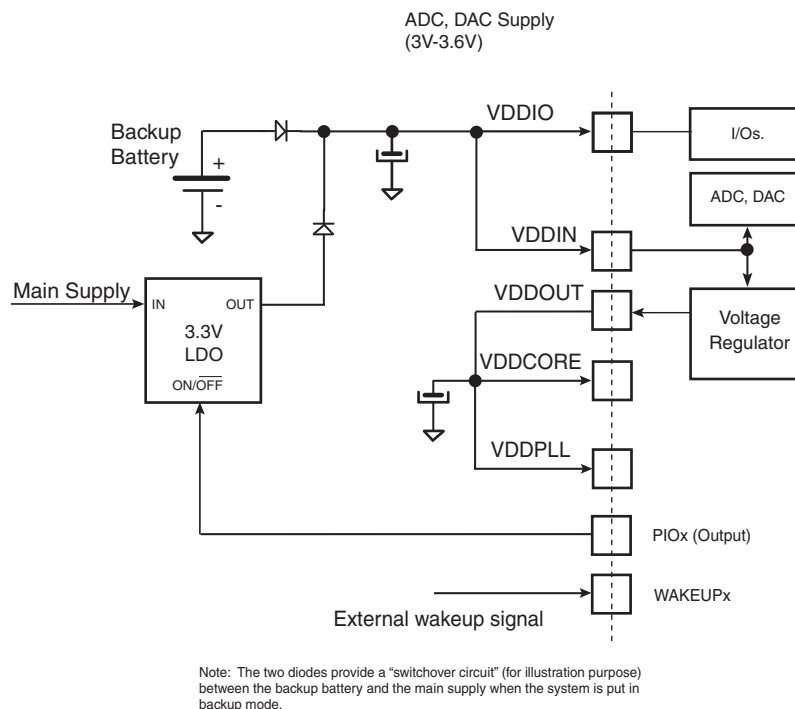 ADC, DAC Supply
(3V-3.6V)
Backup
Battery
+
-
VDDIO
I/Os.
ADC, DAC
VDDIN
Main Supply
IN
OUT
3.3V
LDO
ON/OFF
VDDOUT
Voltage
Regulator
VDDCORE
VDDPLL
PIOx (Output)
External wakeup signal
WAKEUPx
Note: The two diodes provide a “switchover circuit” (for illustration purpose)
between the backup battery and the main supply when the system is put in
backup mode.